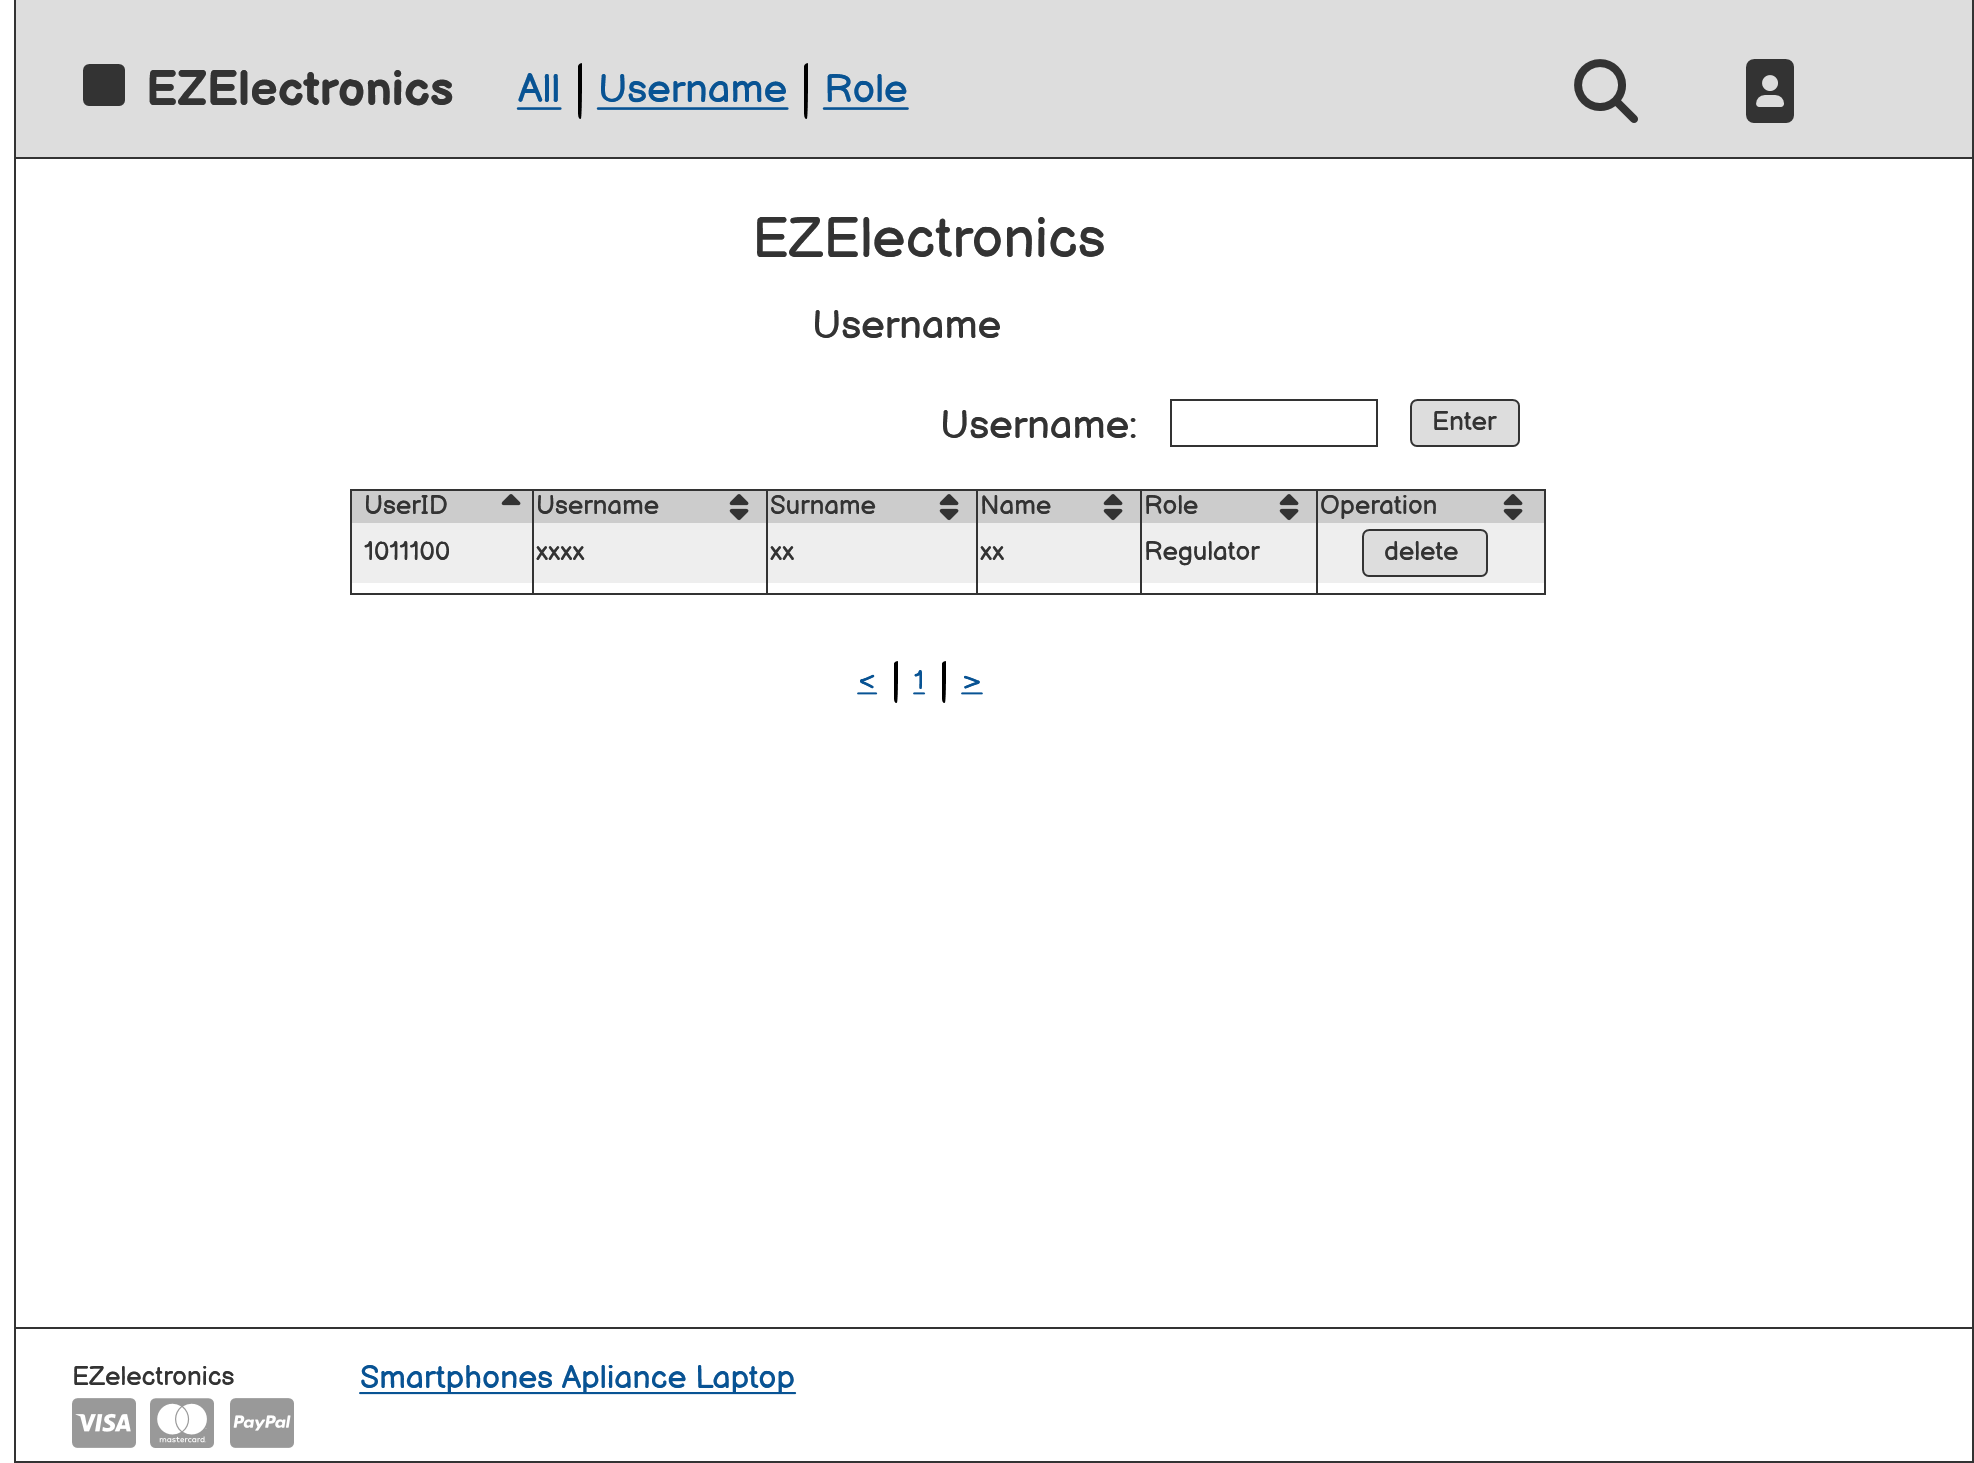 EZElectronics All | Username | Role
EZElectronics
Username
Username: Enter
UserID Username Surname Name Role Operation
1011100 xxxx xx xx Regulator delete
< | 1 | >
EZelectronics Smartphones Apliance Laptop
VISA mastercard. PayPal